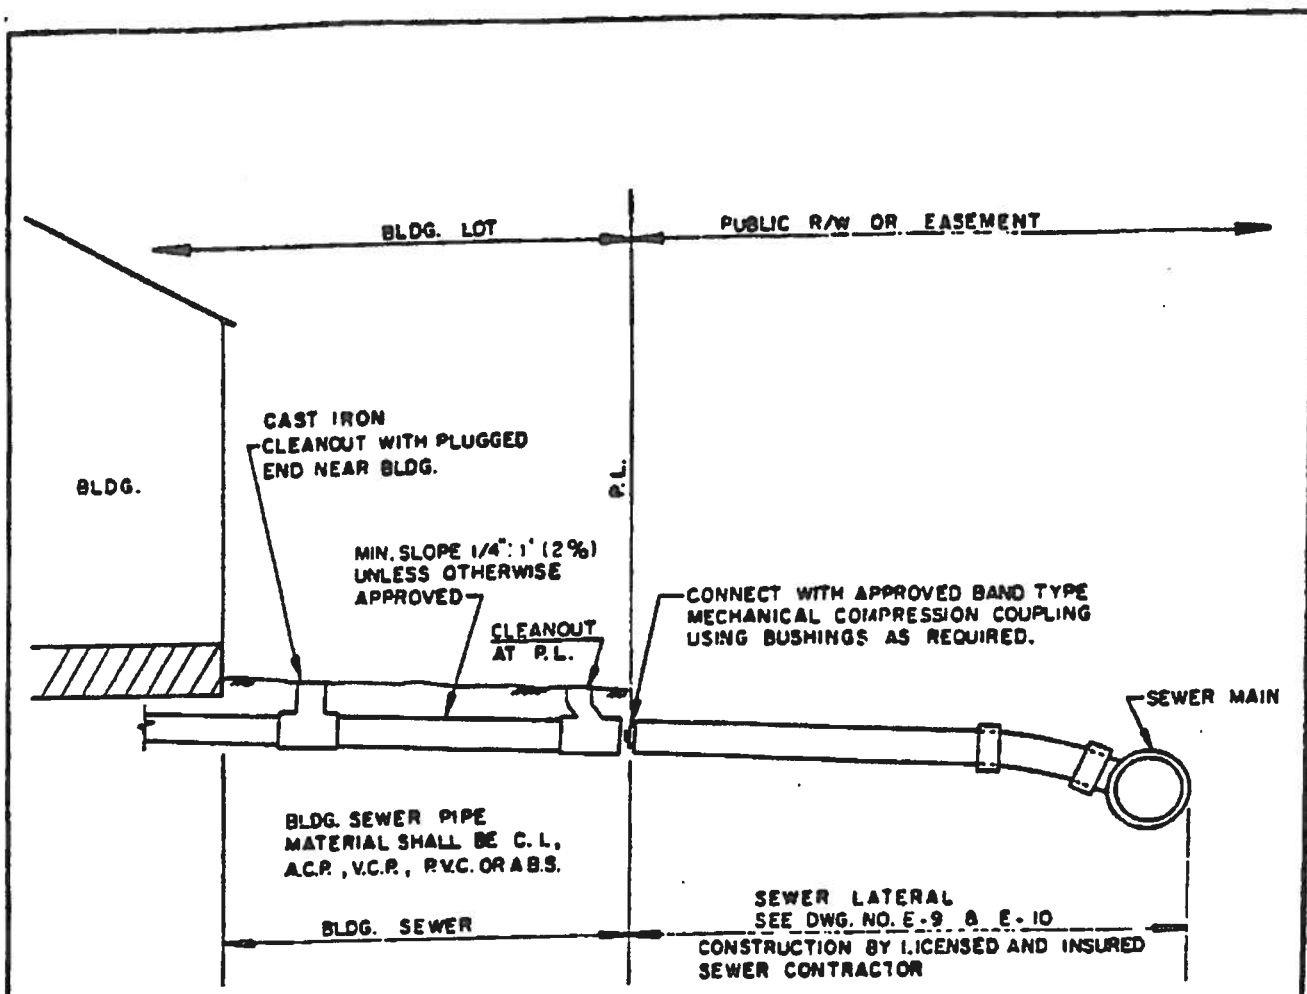 BLDG. LOT
PUBLIC R/W OR EASEMENT
CAST IRON
CLEANOUT WITH PLUGGED
END NEAR BLDG.
BLDG.
P.L.
MIN. SLOPE 1/4":1' (2%)
UNLESS OTHERWISE
APPROVED
CLEANOUT
AT P.L.
CONNECT WITH APPROVED BAND TYPE
MECHANICAL COMPRESSION COUPLING
USING BUSHINGS AS REQUIRED.
SEWER MAIN
BLDG. SEWER PIPE
MATERIAL SHALL BE C.I.,
A.C.P., V.C.P., P.V.C. OR A.B.S.
BLDG. SEWER
SEWER LATERAL
SEE DWG. NO. E-9 & E-10
CONSTRUCTION BY LICENSED AND INSURED
SEWER CONTRACTOR